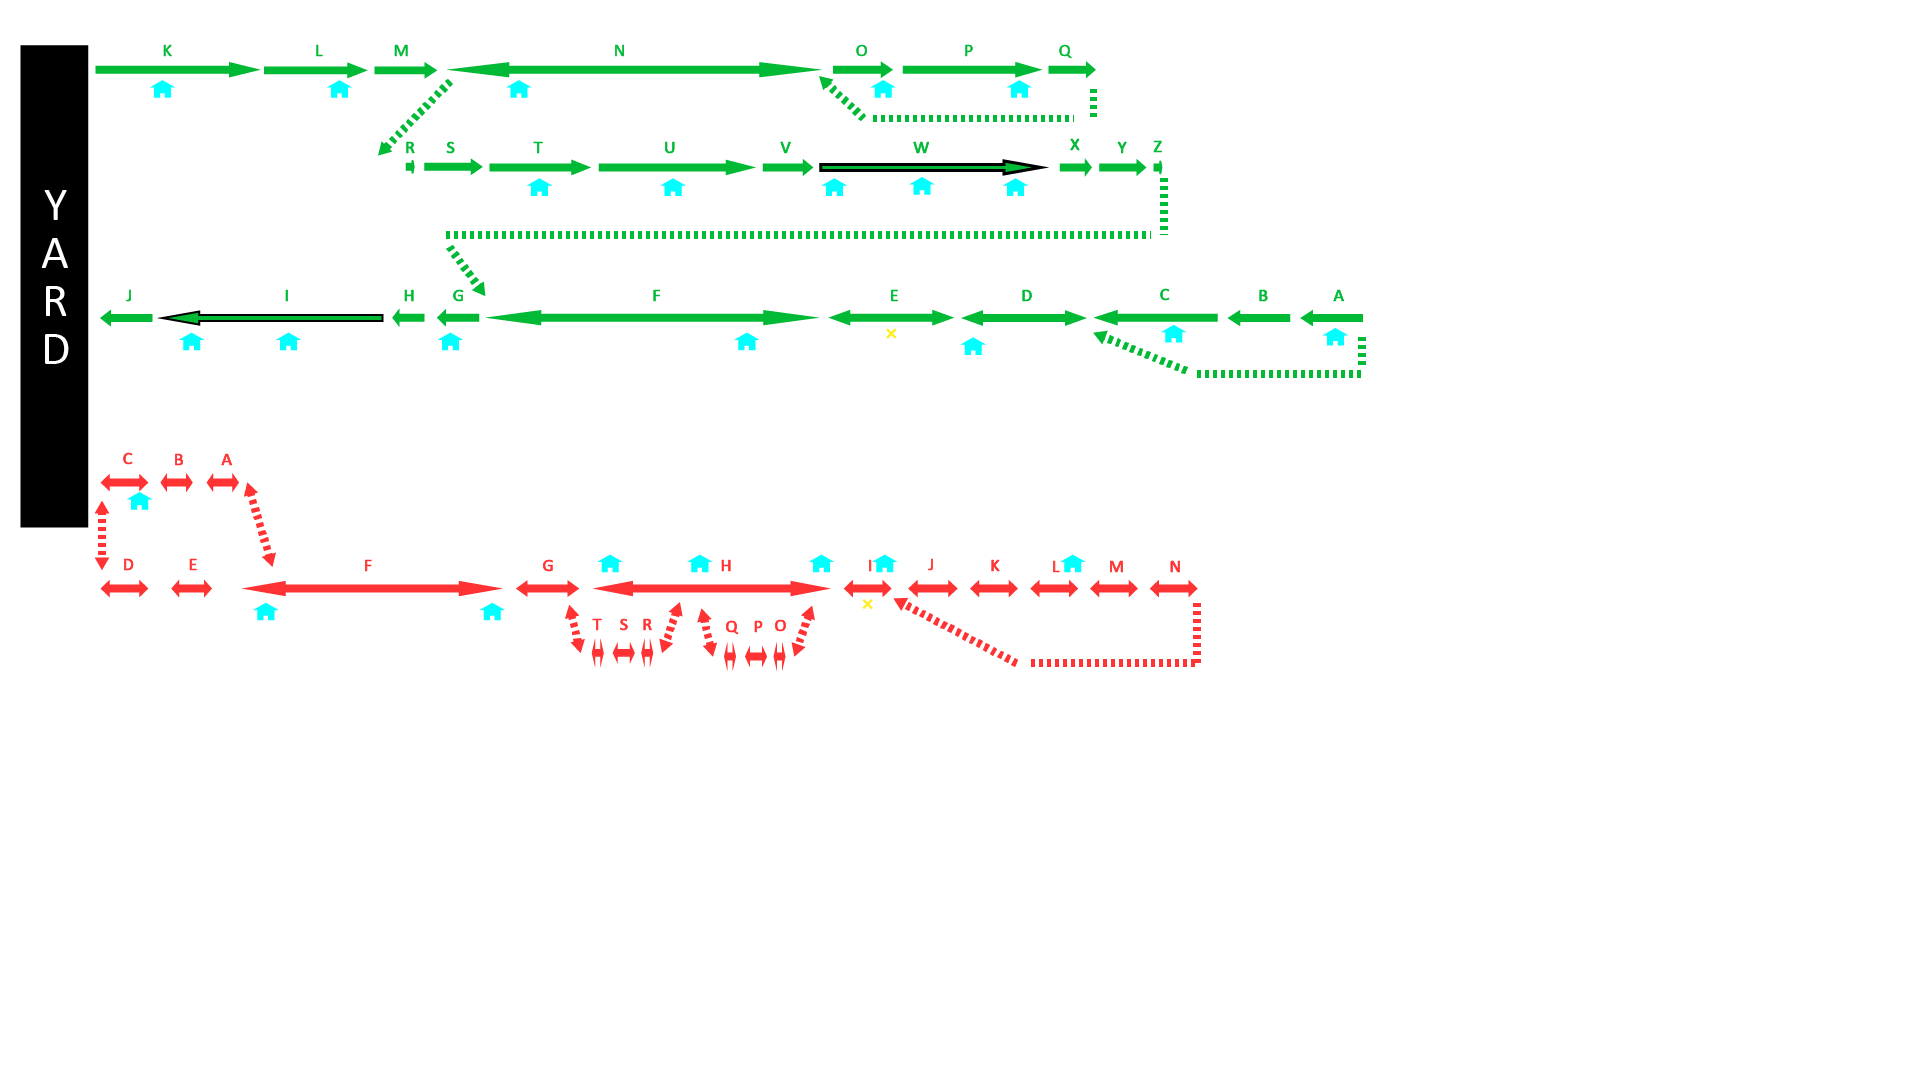 K L M N O P Q
R S T U V W X Y Z
YARD
J I H G F E D C B A
C B A
D E F G H I J K L M N
T S R Q P O